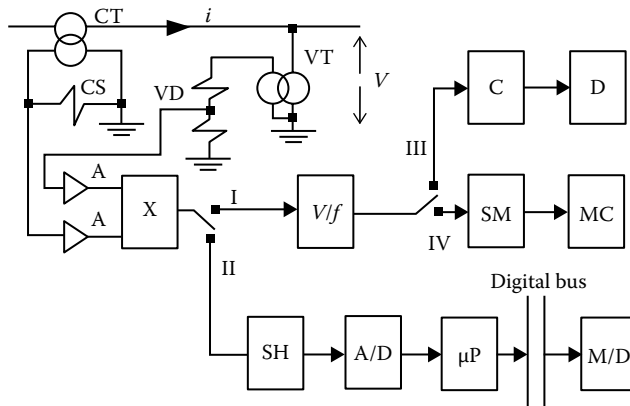 CT
i
VT
V
CS
VD
C
D
III
A
A
X
I
V/f
IV
SM
MC
II
Digital bus
SH
A/D
μP
M/D